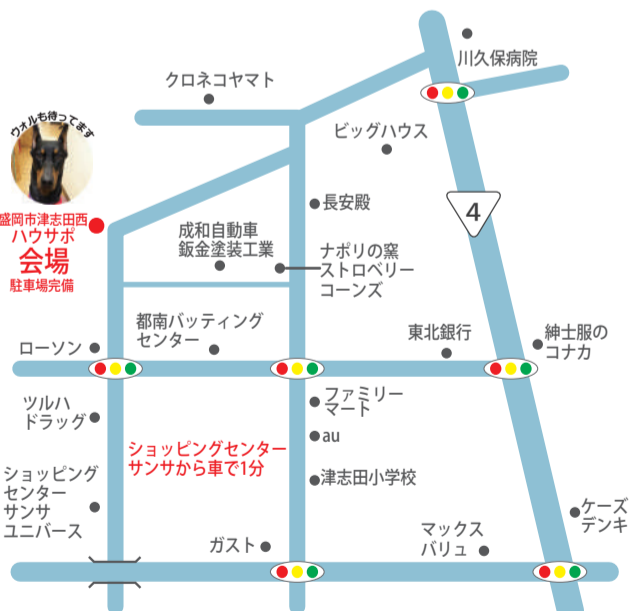 川久保病院
クロネコヤマト
ウォルも待ってます
ビッグハウス
4
長安殿
盛岡市津志田西
ハウサポ
会場
駐車場完備
成和自動車
鈑金塗装工業
ナポリの窯
ストロベリー
コーンズ
都南バッティング
センター
東北銀行
紳士服の
コナカ
ローソン
ツルハ
ドラッグ
ファミリー
マート
au
ショッピングセンター
サンサから車で1分
津志田小学校
ショッピング
センター
サンサ
ユニバース
ガスト
マックス
バリュ
ケーズ
デンキ